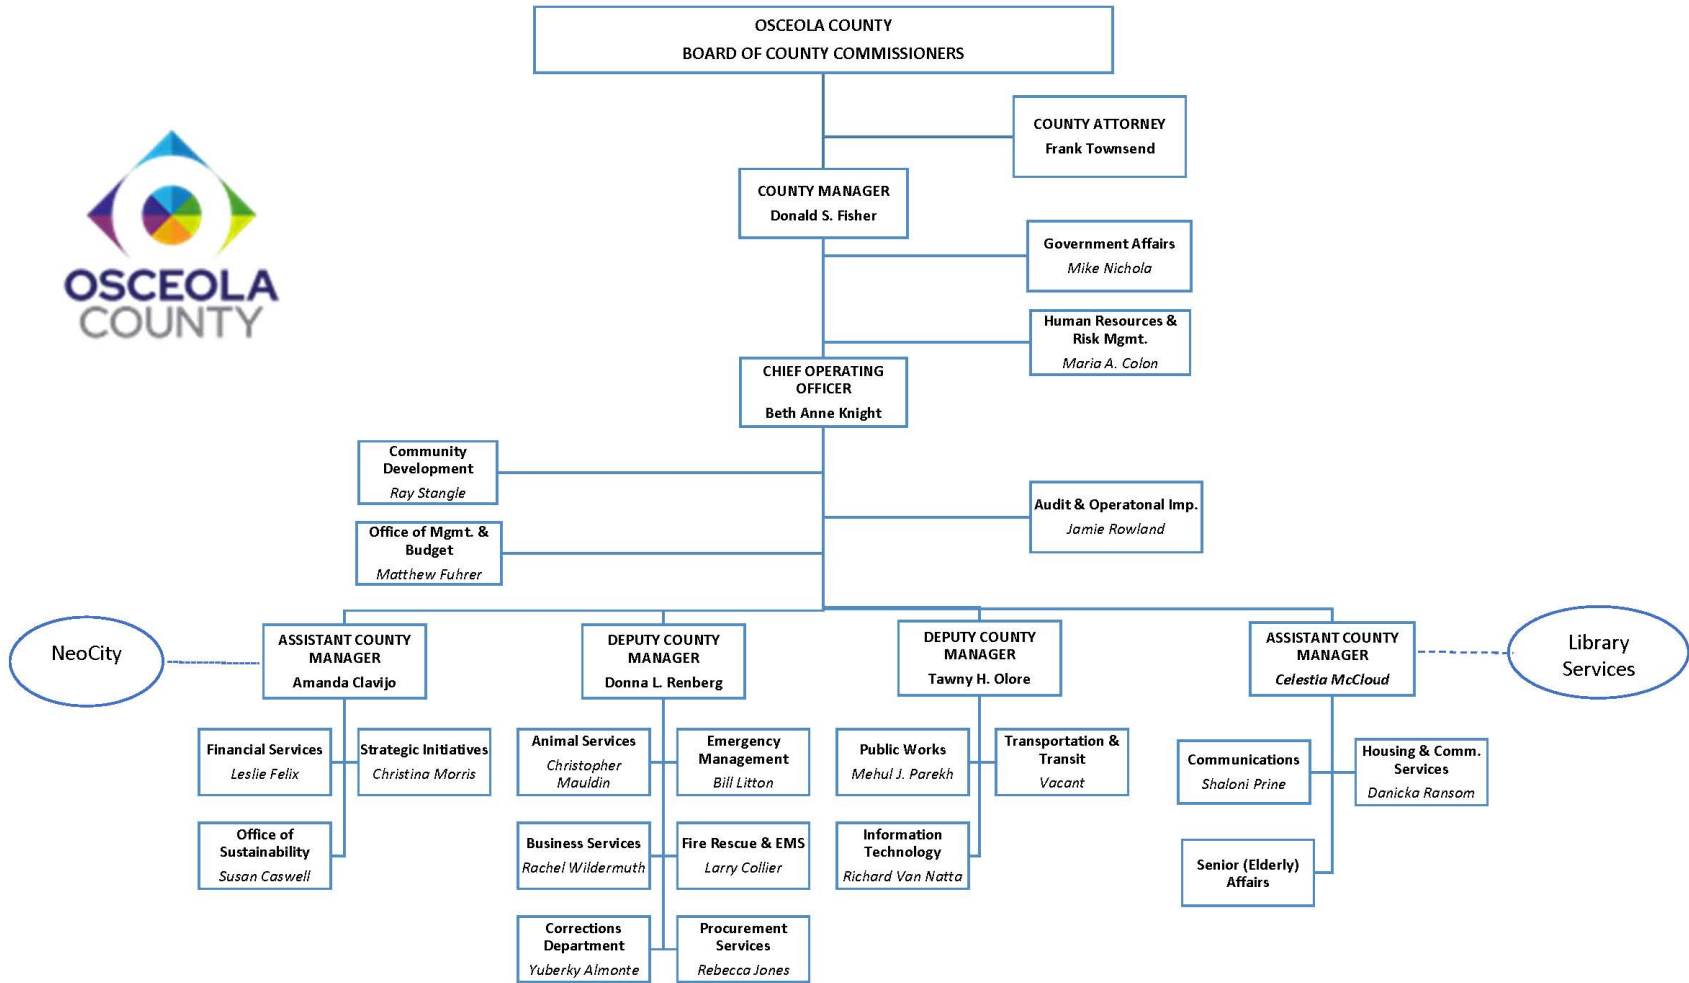 OSCEOLA COUNTY
BOARD OF COUNTY COMMISSIONERS
COUNTY ATTORNEY
Frank Townsend
OSCEOLA
COUNTY
COUNTY MANAGER
Donald S. Fisher
Government Affairs
Mike Nichola
Human Resources &
Risk Mgmt.
Maria A. Colon
CHIEF OPERATING
OFFICER
Beth Anne Knight
Community
Development
Ray Stangle
Audit & Operatonal Imp.
Jamie Rowland
Office of Mgmt. &
Budget
Matthew Fuhrer
NeoCity
ASSISTANT COUNTY
MANAGER
Amanda Clavijo
DEPUTY COUNTY
MANAGER
Donna L. Renberg
DEPUTY COUNTY
MANAGER
Tawny H. Olore
ASSISTANT COUNTY
MANAGER
Celestia McCloud
Library
Services
Financial Services
Leslie Felix
Strategic Initiatives
Christina Morris
Animal Services
Christopher
Mauldin
Emergency
Management
Bill Litton
Public Works
Mehul J. Parekh
Transportation &
Transit
Vacant
Communications
Shaloni Prine
Housing & Comm.
Services
Danicka Ransom
Office of
Sustainability
Susan Caswell
Business Services
Rachel Wildermuth
Fire Rescue & EMS
Larry Collier
Information
Technology
Richard Van Natta
Senior (Elderly)
Affairs
Corrections
Department
Yuberky Almonte
Procurement
Services
Rebecca Jones